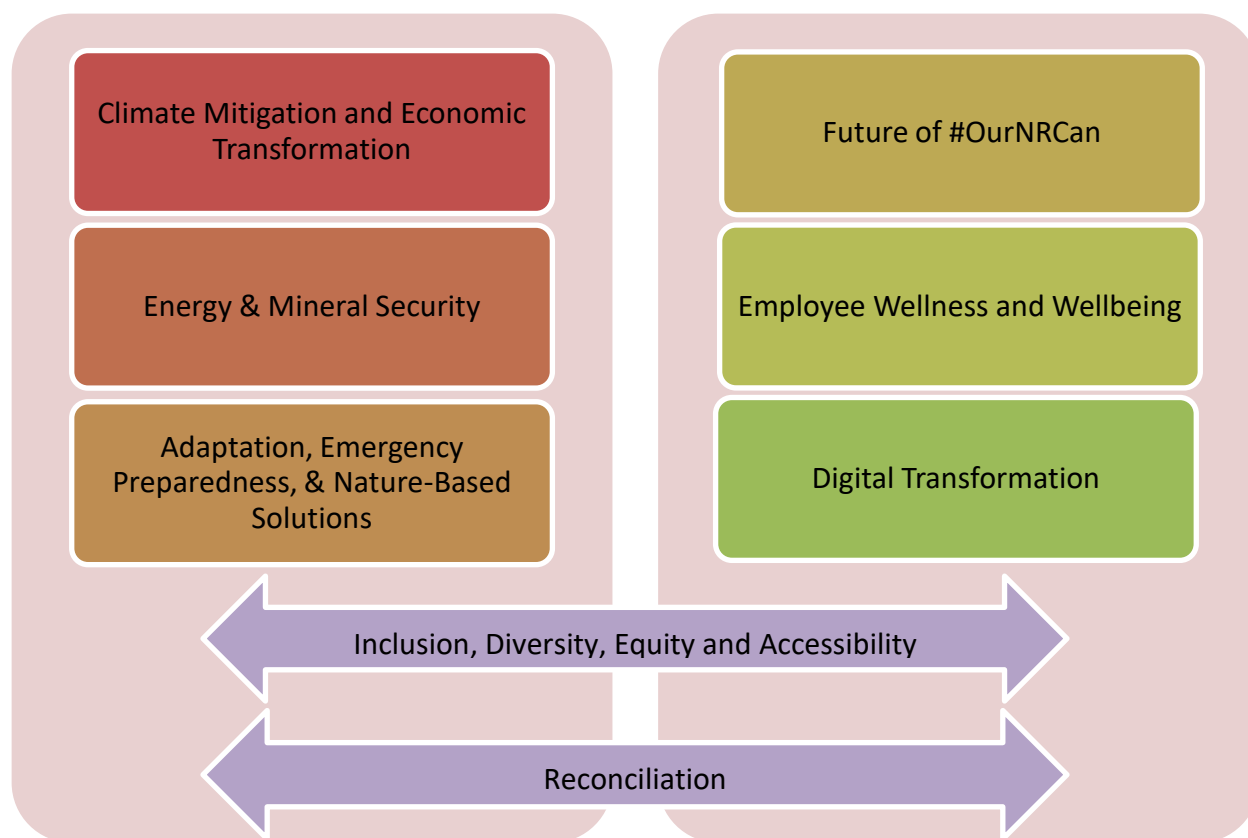 Climate Mitigation and Economic
Transformation
Energy & Mineral Security
Adaptation, Emergency
Preparedness, & Nature-Based
Solutions
Future of #OurNRCan
Employee Wellness and Wellbeing
Digital Transformation
Inclusion, Diversity, Equity and Accessibility
Reconciliation